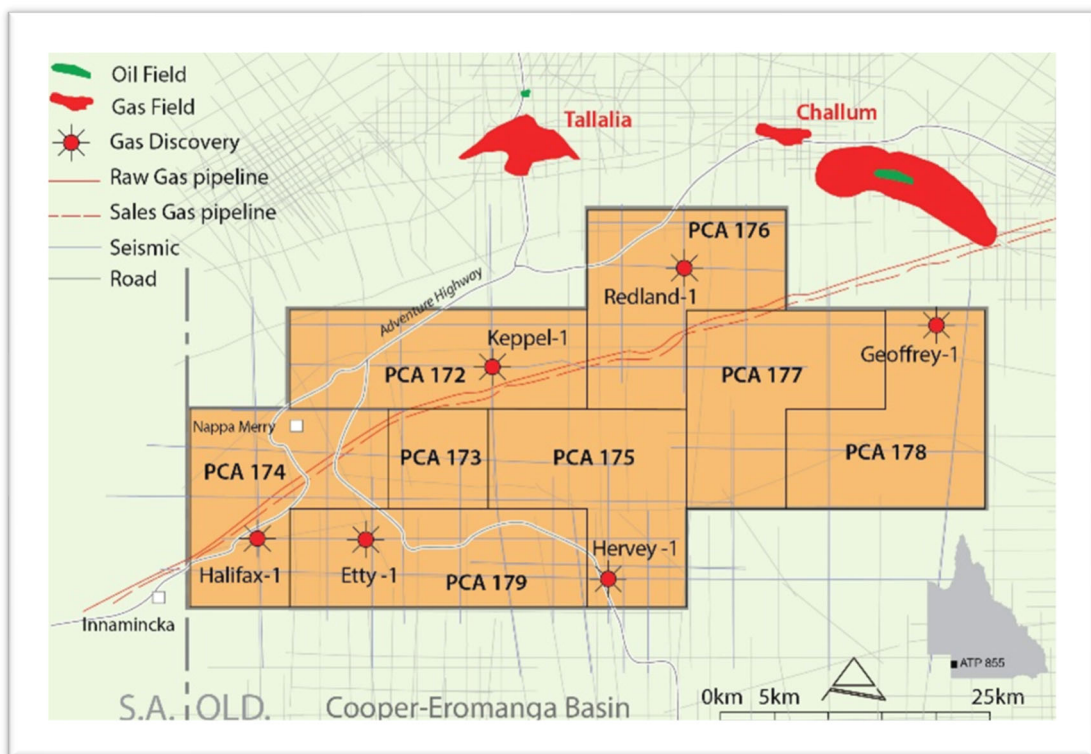 Oil Field
Gas Field
Gas Discovery
Raw Gas pipeline
Sales Gas pipeline
Seismic
Road
Tallalia
Challum
PCA 176
Redland-1
Adventure Highway
Keppel-1
Geoffrey-1
PCA 172
PCA 177
Nappa Merry
PCA 174
PCA 173
PCA 175
PCA 178
Halifax-1
Etty -1
PCA 179
Hervey -1
Innamincka
ATP 855
S.A.
QLD.
Cooper-Eromanga Basin
0km 5km 25km